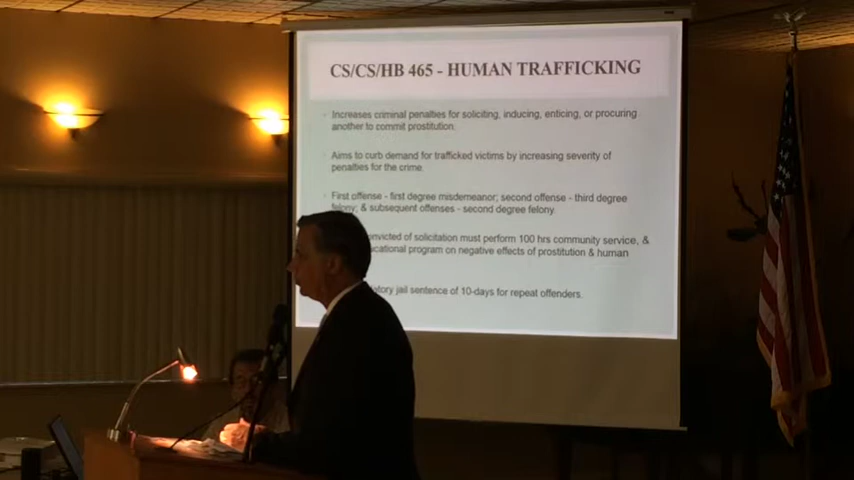 CS/CS/HB 465 - HUMAN TRAFFICKING
Increases criminal penalties for soliciting, inducing, enticing, or procuring
another to commit prostitution.
Aims to curb demand for trafficked victims by increasing severity of
penalties for the crime.
First offense - first degree misdemeanor; second offense - third degree
felony; & subsequent offenses - second degree felony.
convicted of solicitation must perform 100 hrs community service, &
program on negative effects of prostitution & human
jail sentence of 10-days for repeat offenders.